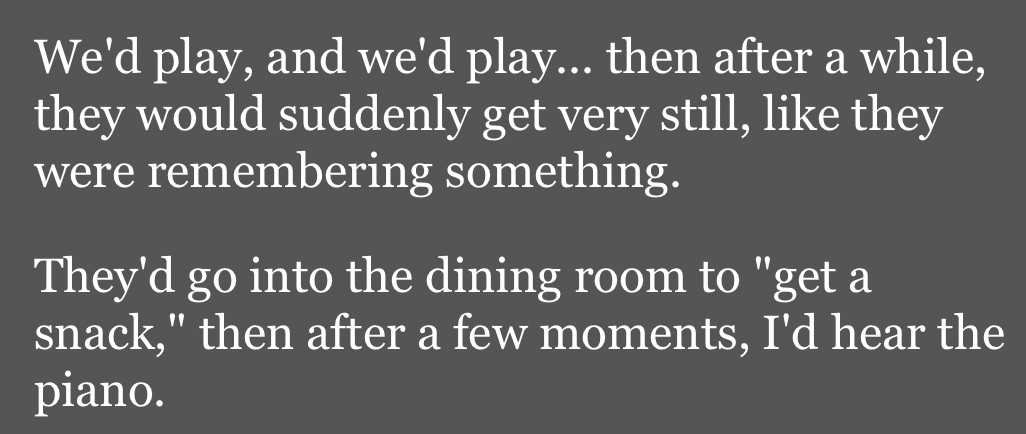 We'd play, and we'd play... then after a while,
they would suddenly get very still, like they
were remembering something.
They'd go into the dining room to "get a
snack," then after a few moments, I'd hear the
piano.